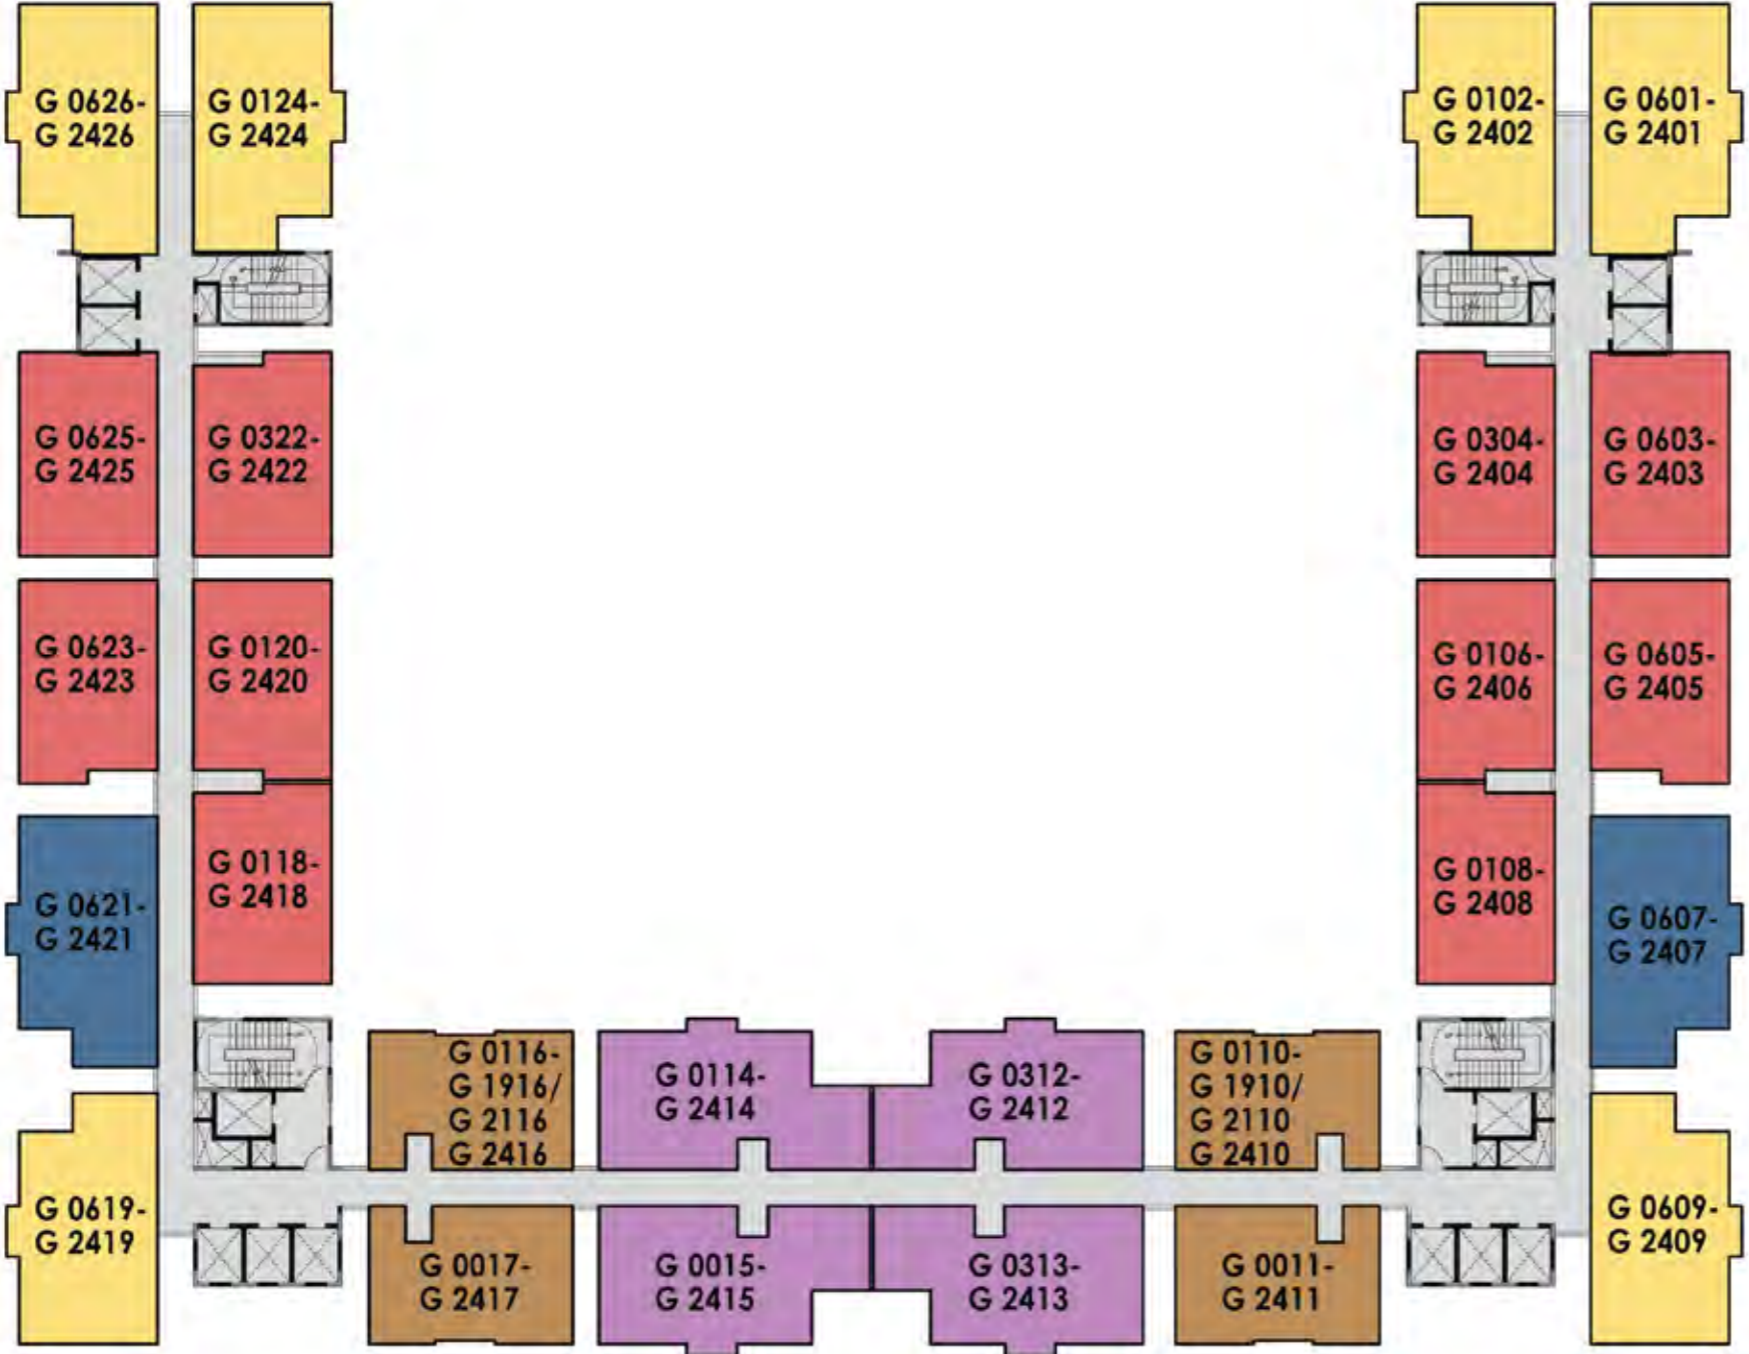 G 0626-
G 2426
G 0124-
G 2424
G 0102-
G 2402
G 0601-
G 2401
G 0625-
G 2425
G 0322-
G 2422
G 0304-
G 2404
G 0603-
G 2403
G 0623-
G 2423
G 0120-
G 2420
G 0106-
G 2406
G 0605-
G 2405
G 0621-
G 2421
G 0118-
G 2418
G 0108-
G 2408
G 0607-
G 2407
G 0116-
G 1916/
G 2116
G 2416
G 0114-
G 2414
G 0312-
G 2412
G 0110-
G 1910/
G 2110
G 2410
G 0619-
G 2419
G 0017-
G 2417
G 0015-
G 2415
G 0313-
G 2413
G 0011-
G 2411
G 0609-
G 2409